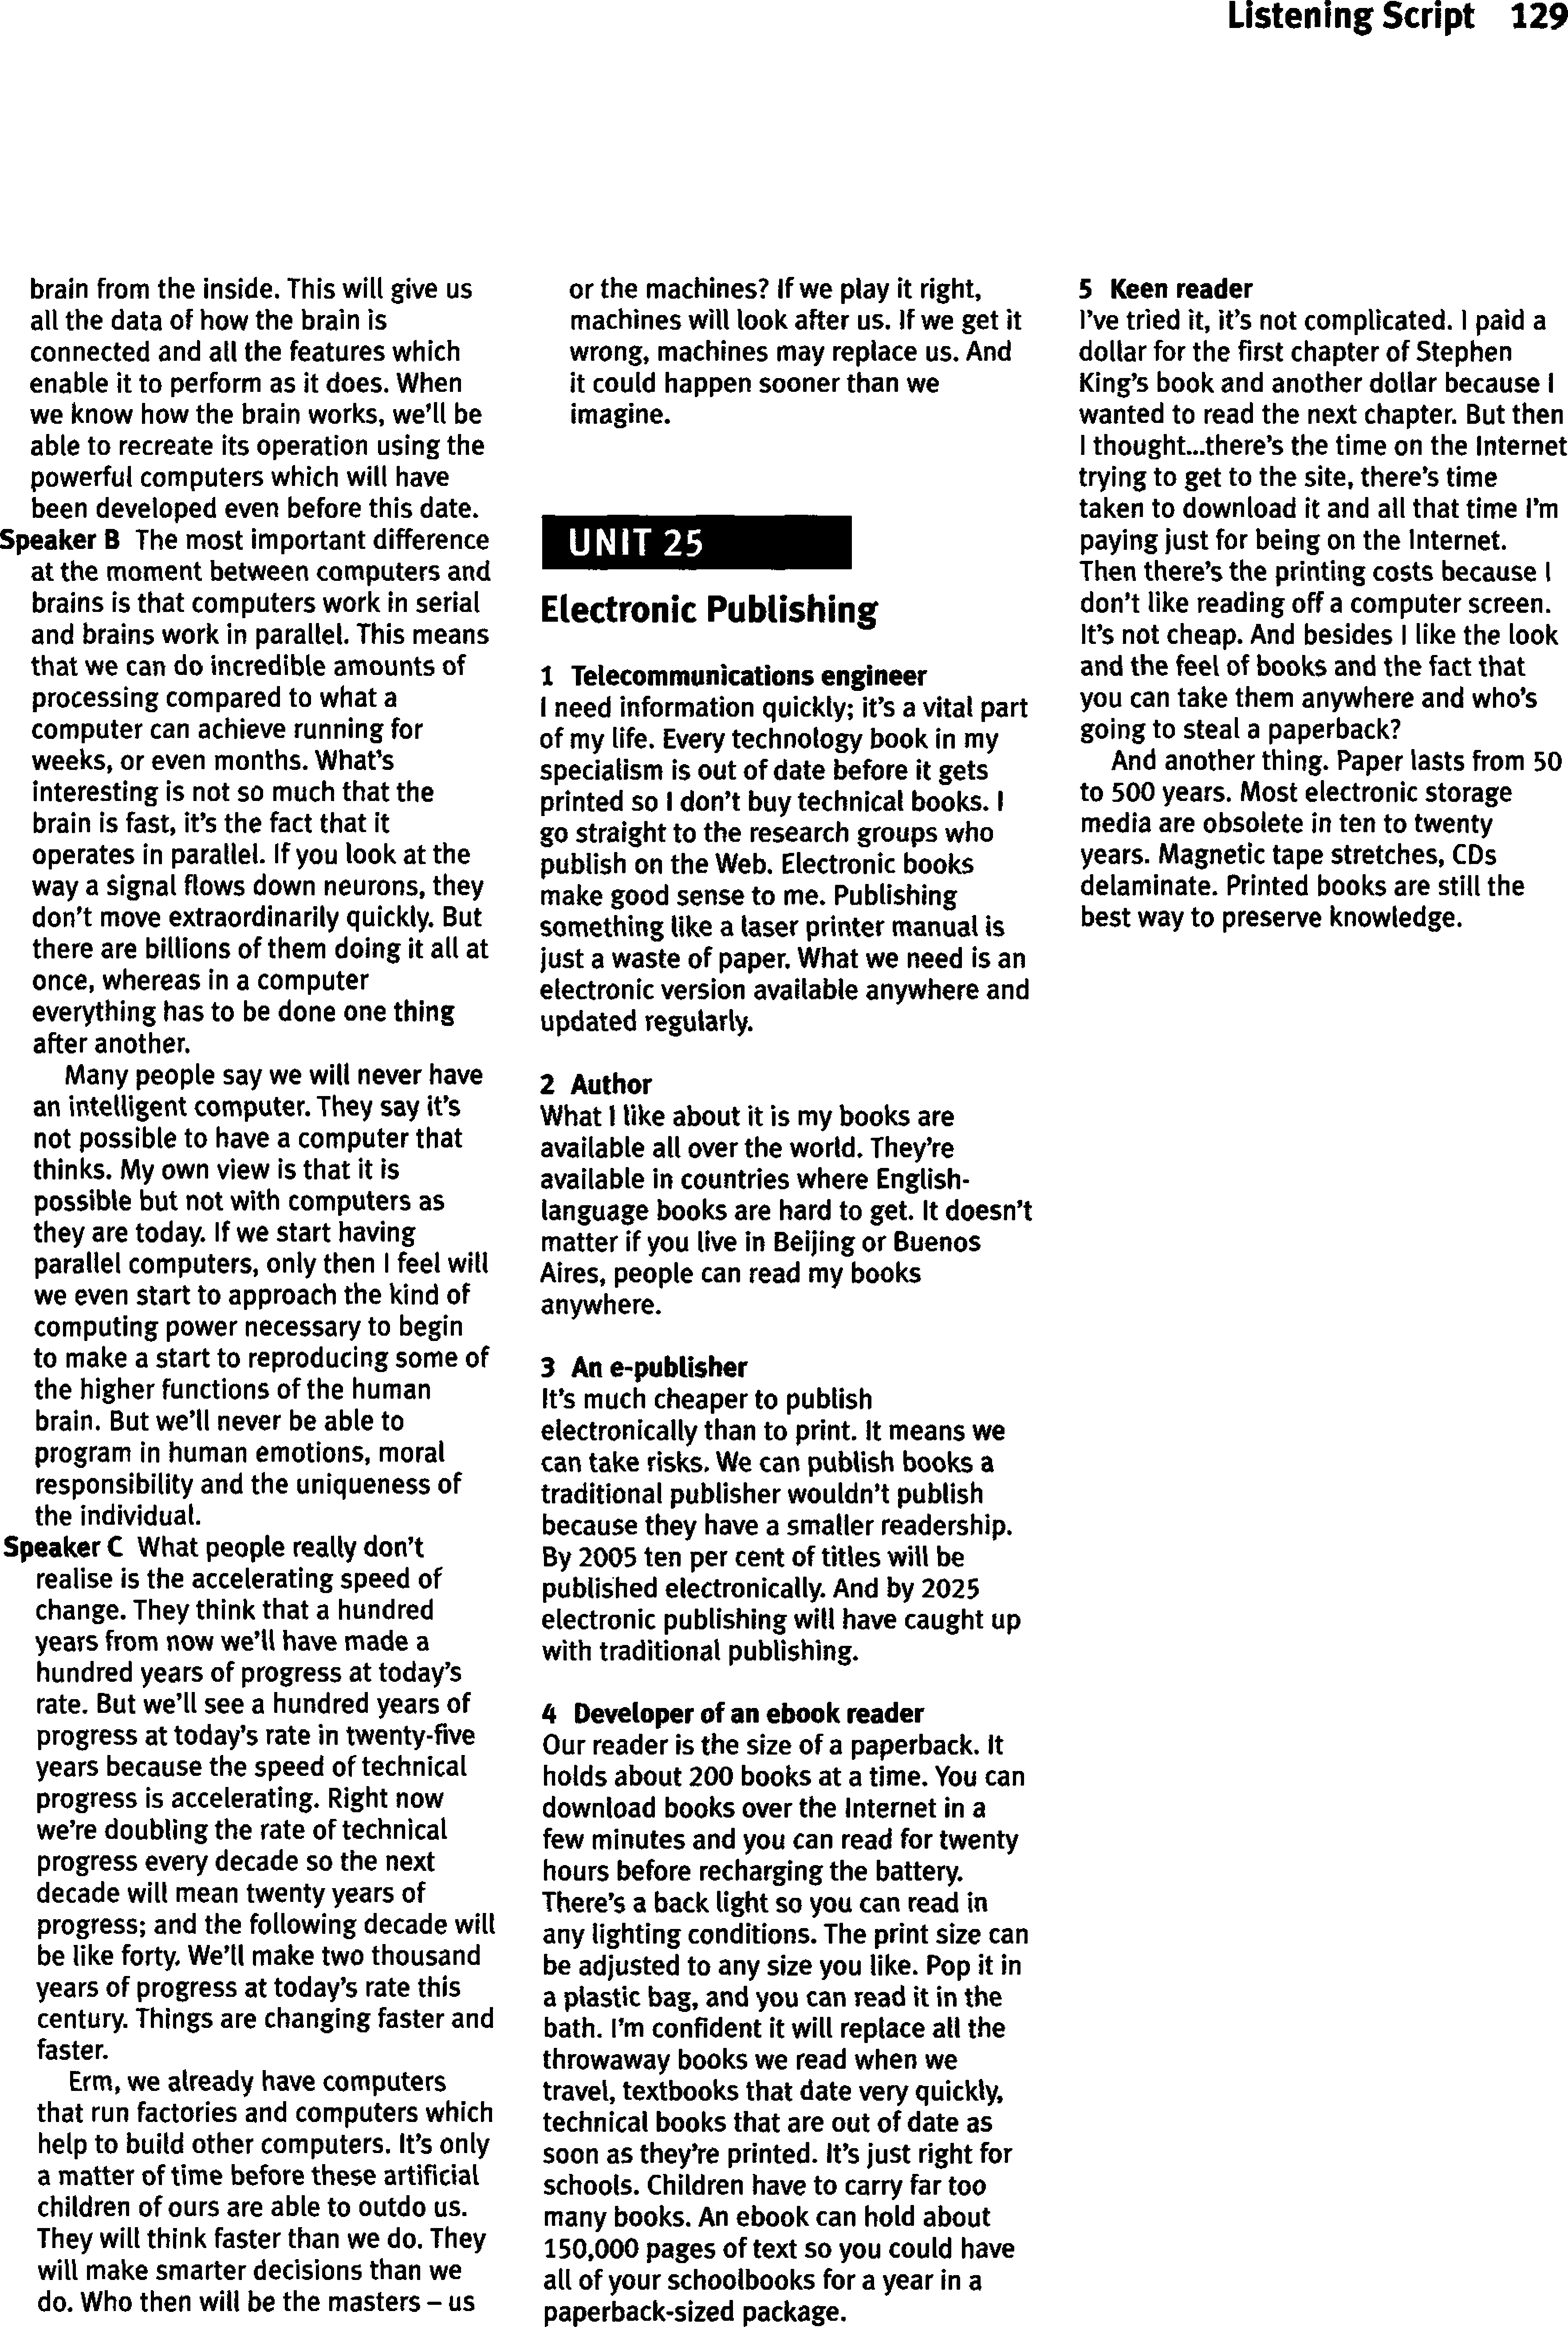 Listening Script 129
brain from the inside. This will give us
all the data of how the brain is
connected and all the features which
enable it to perform as it does. When
we know how the brain works, we'll be
able to recreate its operation using the
powerful computers which will have
been developed even before this date.
Speaker B The most important difference
at the moment between computers and
brains is that computers work in serial
and brains work in parallel. This means
that we can do incredible amounts of
processing compared to what a
computer can achieve running for
weeks, or even months. What's
interesting is not so much that the
brain is fast, it's the fact that it
operates in parallel. If you look at the
way a signal flows down neurons, they
don't move extraordinarily quickly. But
there are billions of them doing it all at
once, whereas in a computer
everything has to be done one thing
after another.
Many people say we will never have
an intelligent computer. They say it's
not possible to have a computer that
thinks. My own view is that it is
possible but not with computers as
they are today. If we start having
parallel computers, only then I feel will
we even start to approach the kind of
computing power necessary to begin
to make a start to reproducing some of
the higher functions of the human
brain. But we'll never be able to
program in human emotions, moral
responsibility and the uniqueness of
the individual.
Speaker C What people really don't
realise is the accelerating speed of
change. They think that a hundred
years from now we'll have made a
hundred years of progress at today's
rate. But we'll see a hundred years of
progress at today's rate in twenty-five
years because the speed of technical
progress is accelerating. Right now
we're doubling the rate of technical
progress every decade so the next
decade will mean twenty years of
progress; and the following decade will
be like forty. We'll make two thousand
years of progress at today's rate this
century. Things are changing faster and
faster.
Erm, we already have computers
that run factories and computers which
help to build other computers. It's only
a matter of time before these artificial
children of ours are able to outdo us.
They will think faster than we do. They
will make smarter decisions than we
do. Who then will be the masters – us
or the machines? If we play it right,
machines will look after us. If we get it
wrong, machines may replace us. And
it could happen sooner than we
imagine.
UNIT 25
Electronic Publishing
1 Telecommunications engineer
I need information quickly; it's a vital part
of my life. Every technology book in my
specialism is out of date before it gets
printed so I don't buy technical books. I
go straight to the research groups who
publish on the Web. Electronic books
make good sense to me. Publishing
something like a laser printer manual is
just a waste of paper. What we need is an
electronic version available anywhere and
updated regularly.
2 Author
What I like about it is my books are
available all over the world. They're
available in countries where English-
language books are hard to get. It doesn't
matter if you live in Beijing or Buenos
Aires, people can read my books
anywhere.
3 An e-publisher
It's much cheaper to publish
electronically than to print. It means we
can take risks. We can publish books a
traditional publisher wouldn't publish
because they have a smaller readership.
By 2005 ten per cent of titles will be
published electronically. And by 2025
electronic publishing will have caught up
with traditional publishing.
4 Developer of an ebook reader
Our reader is the size of a paperback. It
holds about 200 books at a time. You can
download books over the Internet in a
few minutes and you can read for twenty
hours before recharging the battery.
There's a back light so you can read in
any lighting conditions. The print size can
be adjusted to any size you like. Pop it in
a plastic bag, and you can read it in the
bath. I'm confident it will replace all the
throwaway books we read when we
travel, textbooks that date very quickly,
technical books that are out of date as
soon as they're printed. It's just right for
schools. Children have to carry far too
many books. An ebook can hold about
150,000 pages of text so you could have
all of your schoolbooks for a year in a
paperback-sized package.
5 Keen reader
I've tried it, it's not complicated. I paid a
dollar for the first chapter of Stephen
King's book and another dollar because I
wanted to read the next chapter. But then
I thought...there's the time on the Internet
trying to get to the site, there's time
taken to download it and all that time I'm
paying just for being on the Internet.
Then there's the printing costs because I
don't like reading off a computer screen.
It's not cheap. And besides I like the look
and the feel of books and the fact that
you can take them anywhere and who's
going to steal a paperback?
And another thing. Paper lasts from 50
to 500 years. Most electronic storage
media are obsolete in ten to twenty
years. Magnetic tape stretches, CDs
delaminate. Printed books are still the
best way to preserve knowledge.